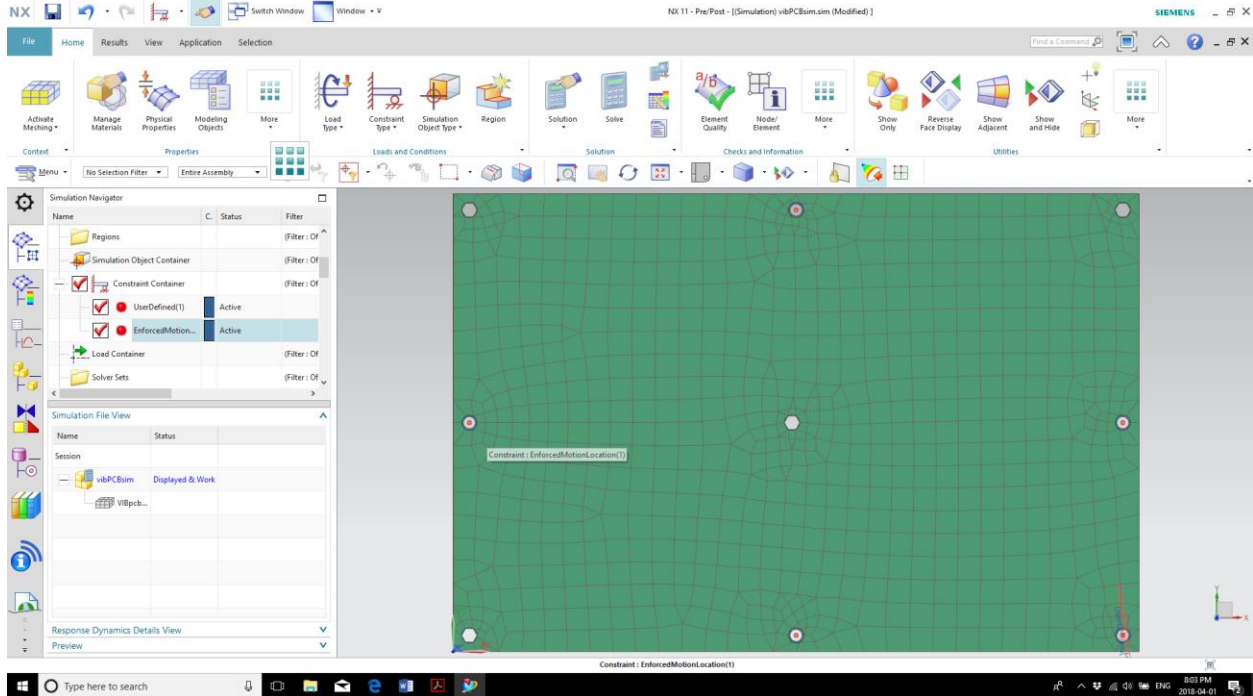 NX
Switch Window
Window
NX 11 - Pre/Post - [(Simulation) vibPCBsim.sim (Modified) ]
SIEMENS
File
Home
Results
View
Application
Selection
Find a Command
Activate Meshing
Manage Materials
Physical Properties
Modeling Objects
More
Load Type
Constraint Type
Simulation Object Type
Region
Solution
Solve
a/b
Element Quality
Node/ Element
More
Show Only
Reverse Face Display
Show Adjacent
Show and Hide
More
Context
Properties
Loads and Conditions
Solution
Checks and Information
Utilities
Menu
No Selection Filter
Entire Assembly
Simulation Navigator
Name
C.
Status
Filter
Regions
(Filter : Of
Simulation Object Container
(Filter : Of
Constraint Container
(Filter : Of
UserDefined(1)
Active
EnforcedMotion...
Active
Load Container
(Filter : Of
Solver Sets
(Filter : Of
Simulation File View
Name
Status
Session
vibPCBsim
Displayed & Work
VIBpcb...
Response Dynamics Details View
Preview
Constraint : EnforcedMotionLocation(1)
Y
X
Constraint : EnforcedMotionLocation(1)
Type here to search
ENG
8:03 PM
2018-04-01